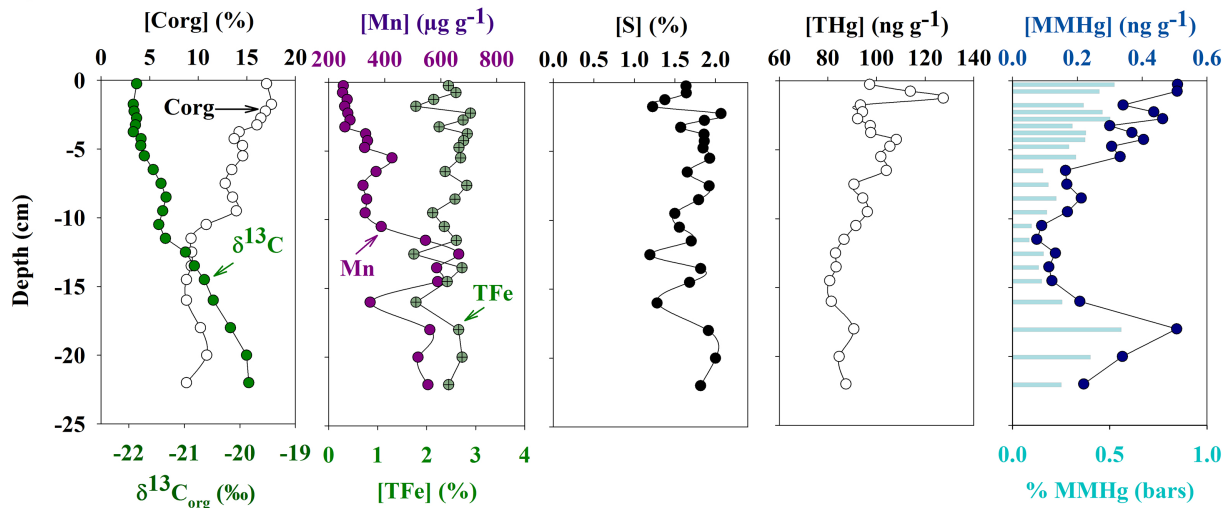 [Corg] (%)
0 5 10 15 20
[Mn] (µg g-1)
200 400 600 800
[S] (%)
0.0 0.5 1.0 1.5 2.0
[THg] (ng g-1)
60 80 100 120 140
[MMHg] (ng g-1)
0.0 0.2 0.4 0.6
Depth (cm)
0
-5
-10
-15
-20
-25
Corg
δ13C
Mn
TFe
-22 -21 -20 -19
δ13Corg (‰)
0 1 2 3 4
[TFe] (%)
0.0 0.5 1.0
% MMHg (bars)